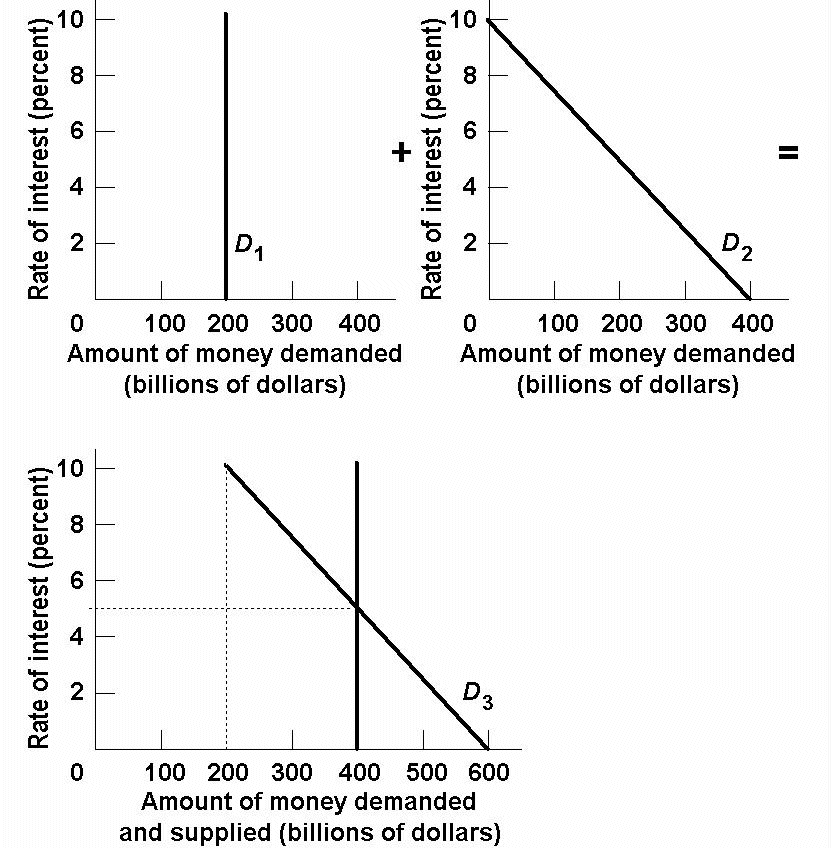 Rate of interest (percent)
10
8
6
4
2
D1
0 100 200 300 400
Amount of money demanded
(billions of dollars)
+
Rate of interest (percent)
10
8
6
4
2
D2
0 100 200 300 400
Amount of money demanded
(billions of dollars)
=
Rate of interest (percent)
10
8
6
4
2
D3
0 100 200 300 400 500 600
Amount of money demanded
and supplied (billions of dollars)